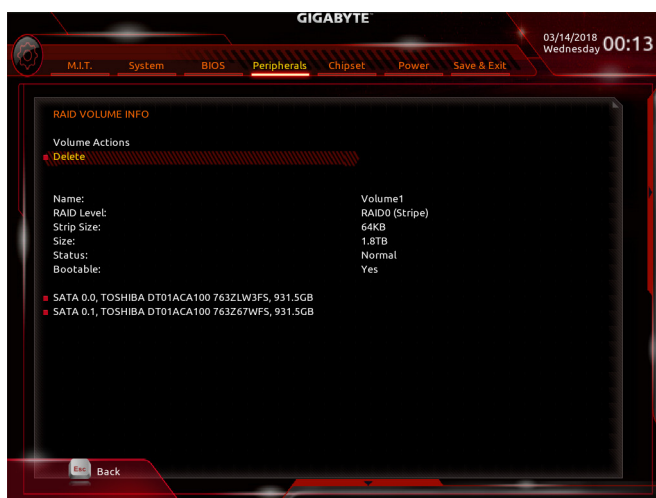 GIGABYTE
03/14/2018
Wednesday 00:13
M.I.T. System BIOS Peripherals Chipset Power Save & Exit
RAID VOLUME INFO
Volume Actions
Delete
Name: Volume1
RAID Level: RAID0 (Stripe)
Strip Size: 64KB
Size: 1.8TB
Status: Normal
Bootable: Yes
SATA 0.0, TOSHIBA DT01ACA100 763ZLW3FS, 931.5GB
SATA 0.1, TOSHIBA DT01ACA100 763Z67WFS, 931.5GB
Esc Back